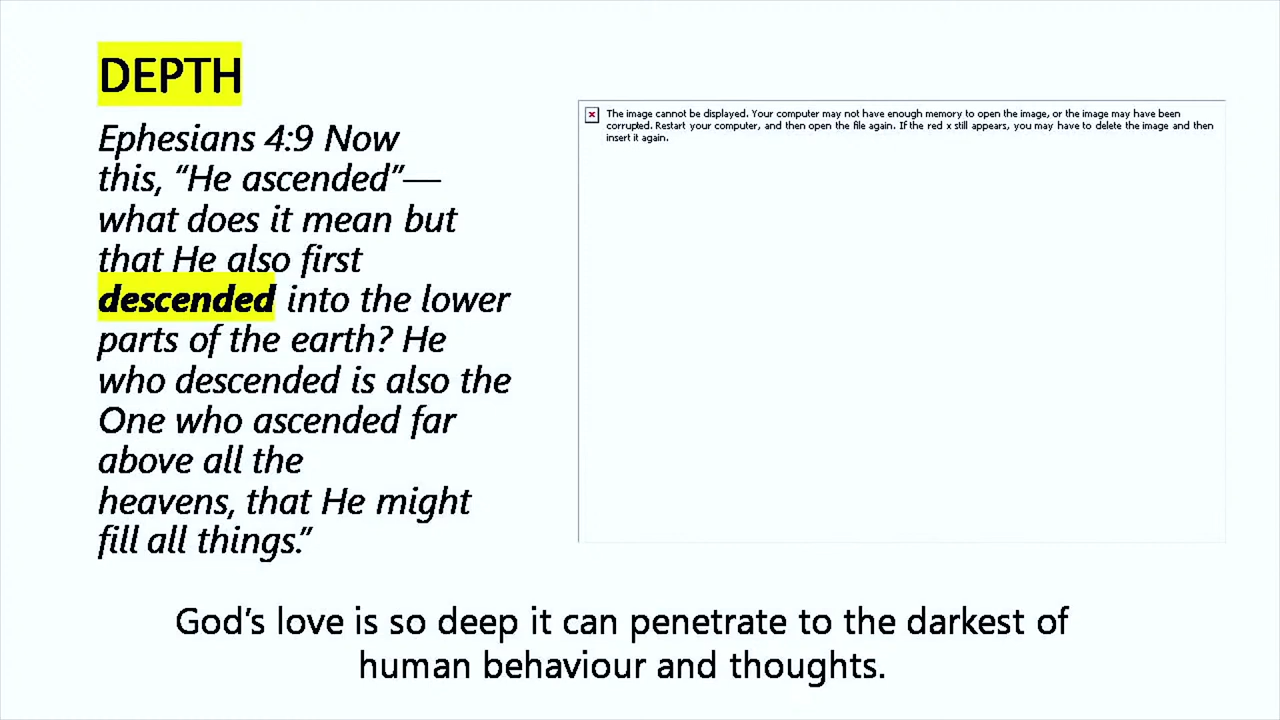 DEPTH
Ephesians 4:9 Now
this, “He ascended”—
what does it mean but
that He also first
descended into the lower
parts of the earth? He
who descended is also the
One who ascended far
above all the
heavens, that He might
fill all things.”
The image cannot be displayed. Your computer may not have enough memory to open the image, or the image may have been
corrupted. Restart your computer, and then open the file again. If the red x still appears, you may have to delete the image and then
insert it again.
God’s love is so deep it can penetrate to the darkest of
human behaviour and thoughts.